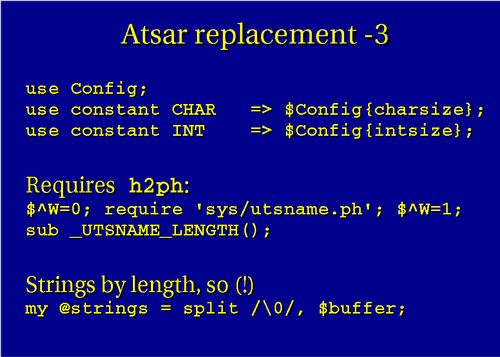 Atsar replacement -3
use Config;
use constant CHAR => $Config{charsize};
use constant INT => $Config{intsize};
Requires h2ph:
$^W=0; require 'sys/utsname.ph'; $^W=1;
sub _UTSNAME_LENGTH();
Strings by length, so (!)
my @strings = split /\0/, $buffer;